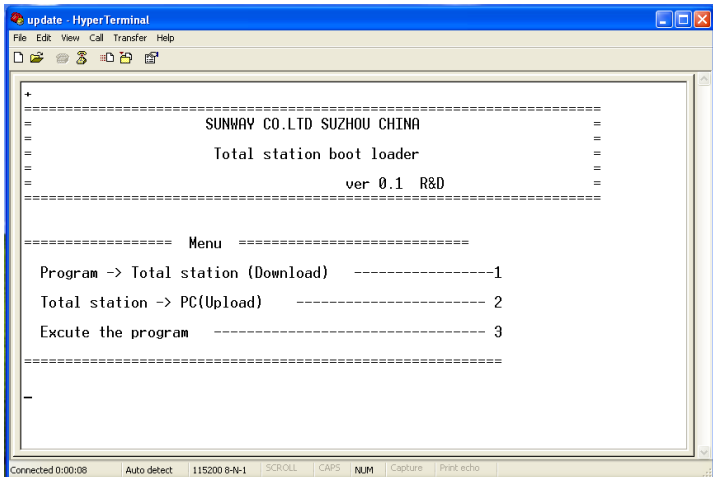 update - HyperTerminal
File Edit View Call Transfer Help
+
======================================================================
= SUNWAY CO.LTD SUZHOU CHINA =
= =
= Total station boot loader =
= =
= ver 0.1 R&D =
======================================================================
================== Menu ============================
Program -> Total station (Download) -----------------1
Total station -> PC(Upload) ----------------------- 2
Excute the program --------------------------------- 3
==========================================================
_
Connected 0:00:08 Auto detect 115200 8-N-1 SCROLL CAPS NUM Capture Print echo